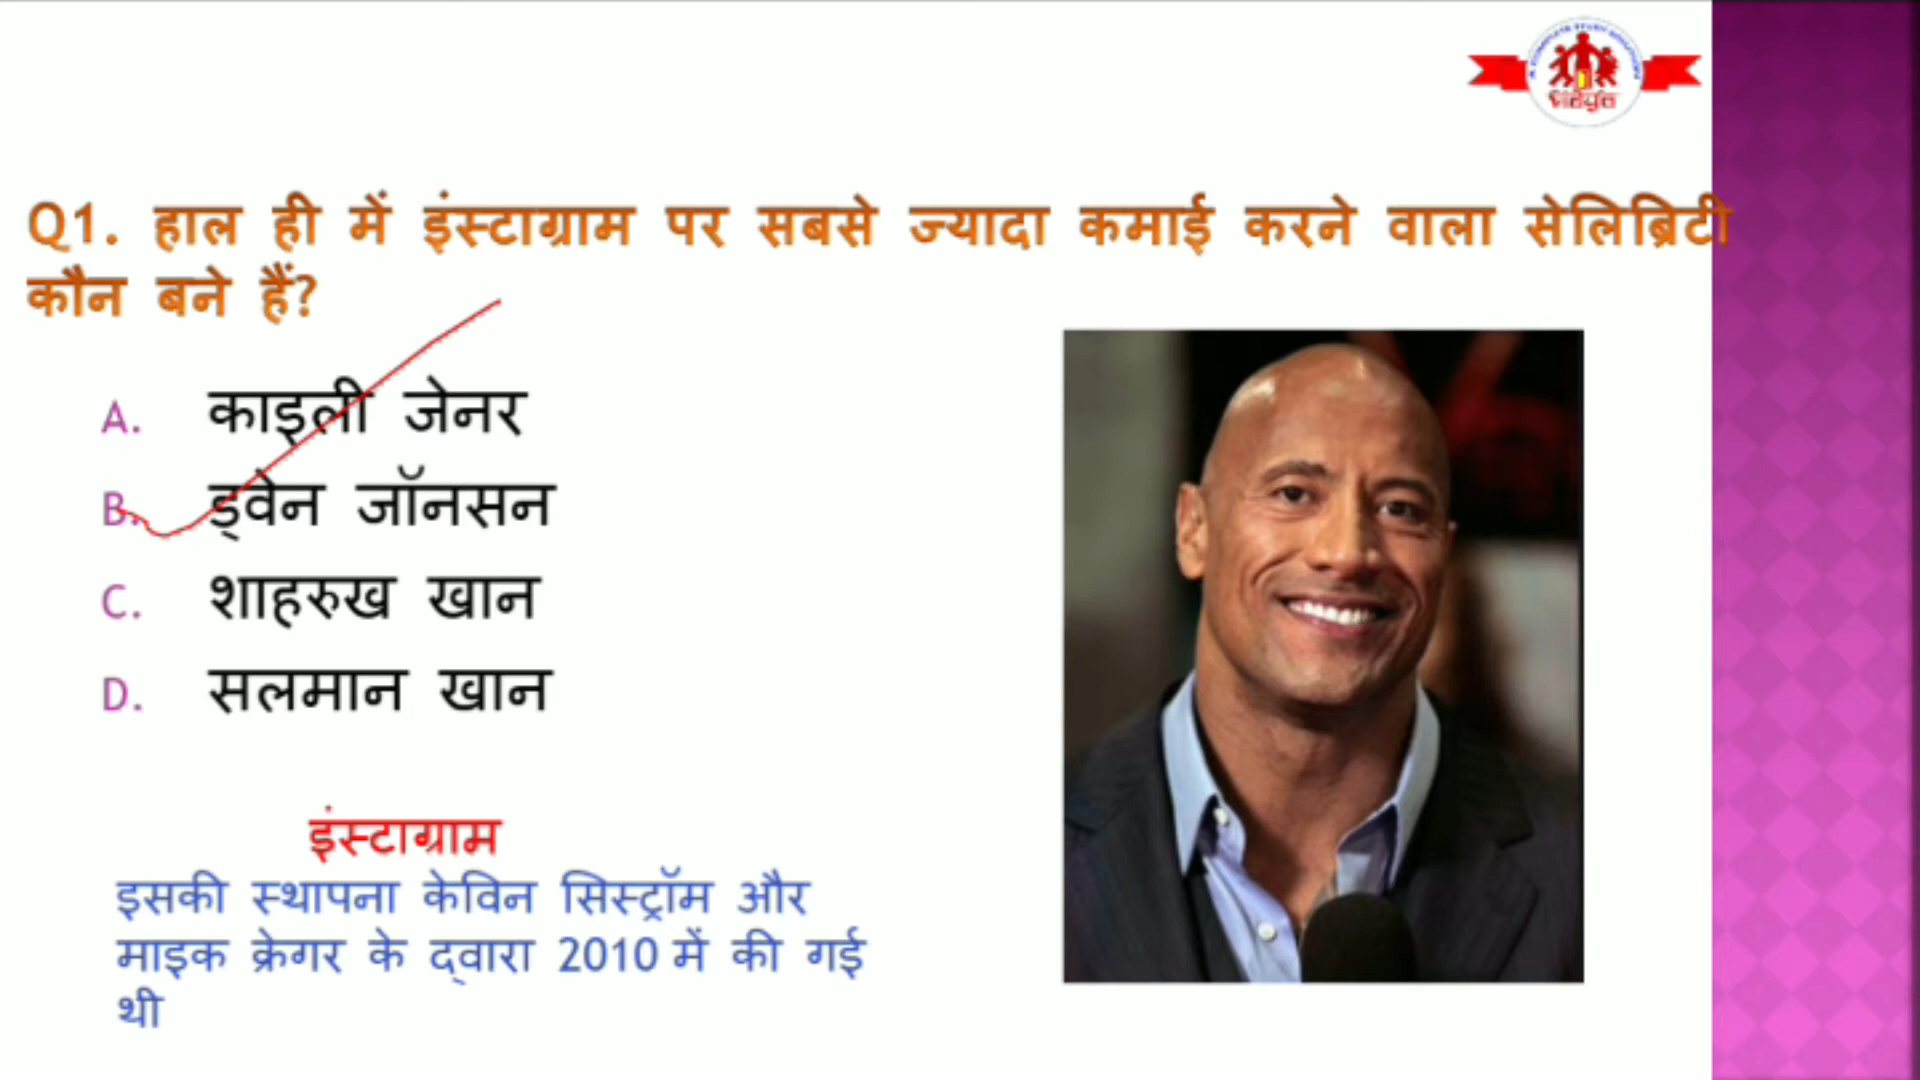 Q1. हाल ही में इंस्टाग्राम पर सबसे ज्यादा कमाई करने वाला सेलिब्रिटी
कौन बने हैं?
A. काइली जेनर
B. ड्वेन जॉनसन
C. शाहरुख खान
D. सलमान खान
इंस्टाग्राम
इसकी स्थापना केविन सिस्ट्रॉम और
माइक क्रेगर के द्वारा 2010 में की गई
थी